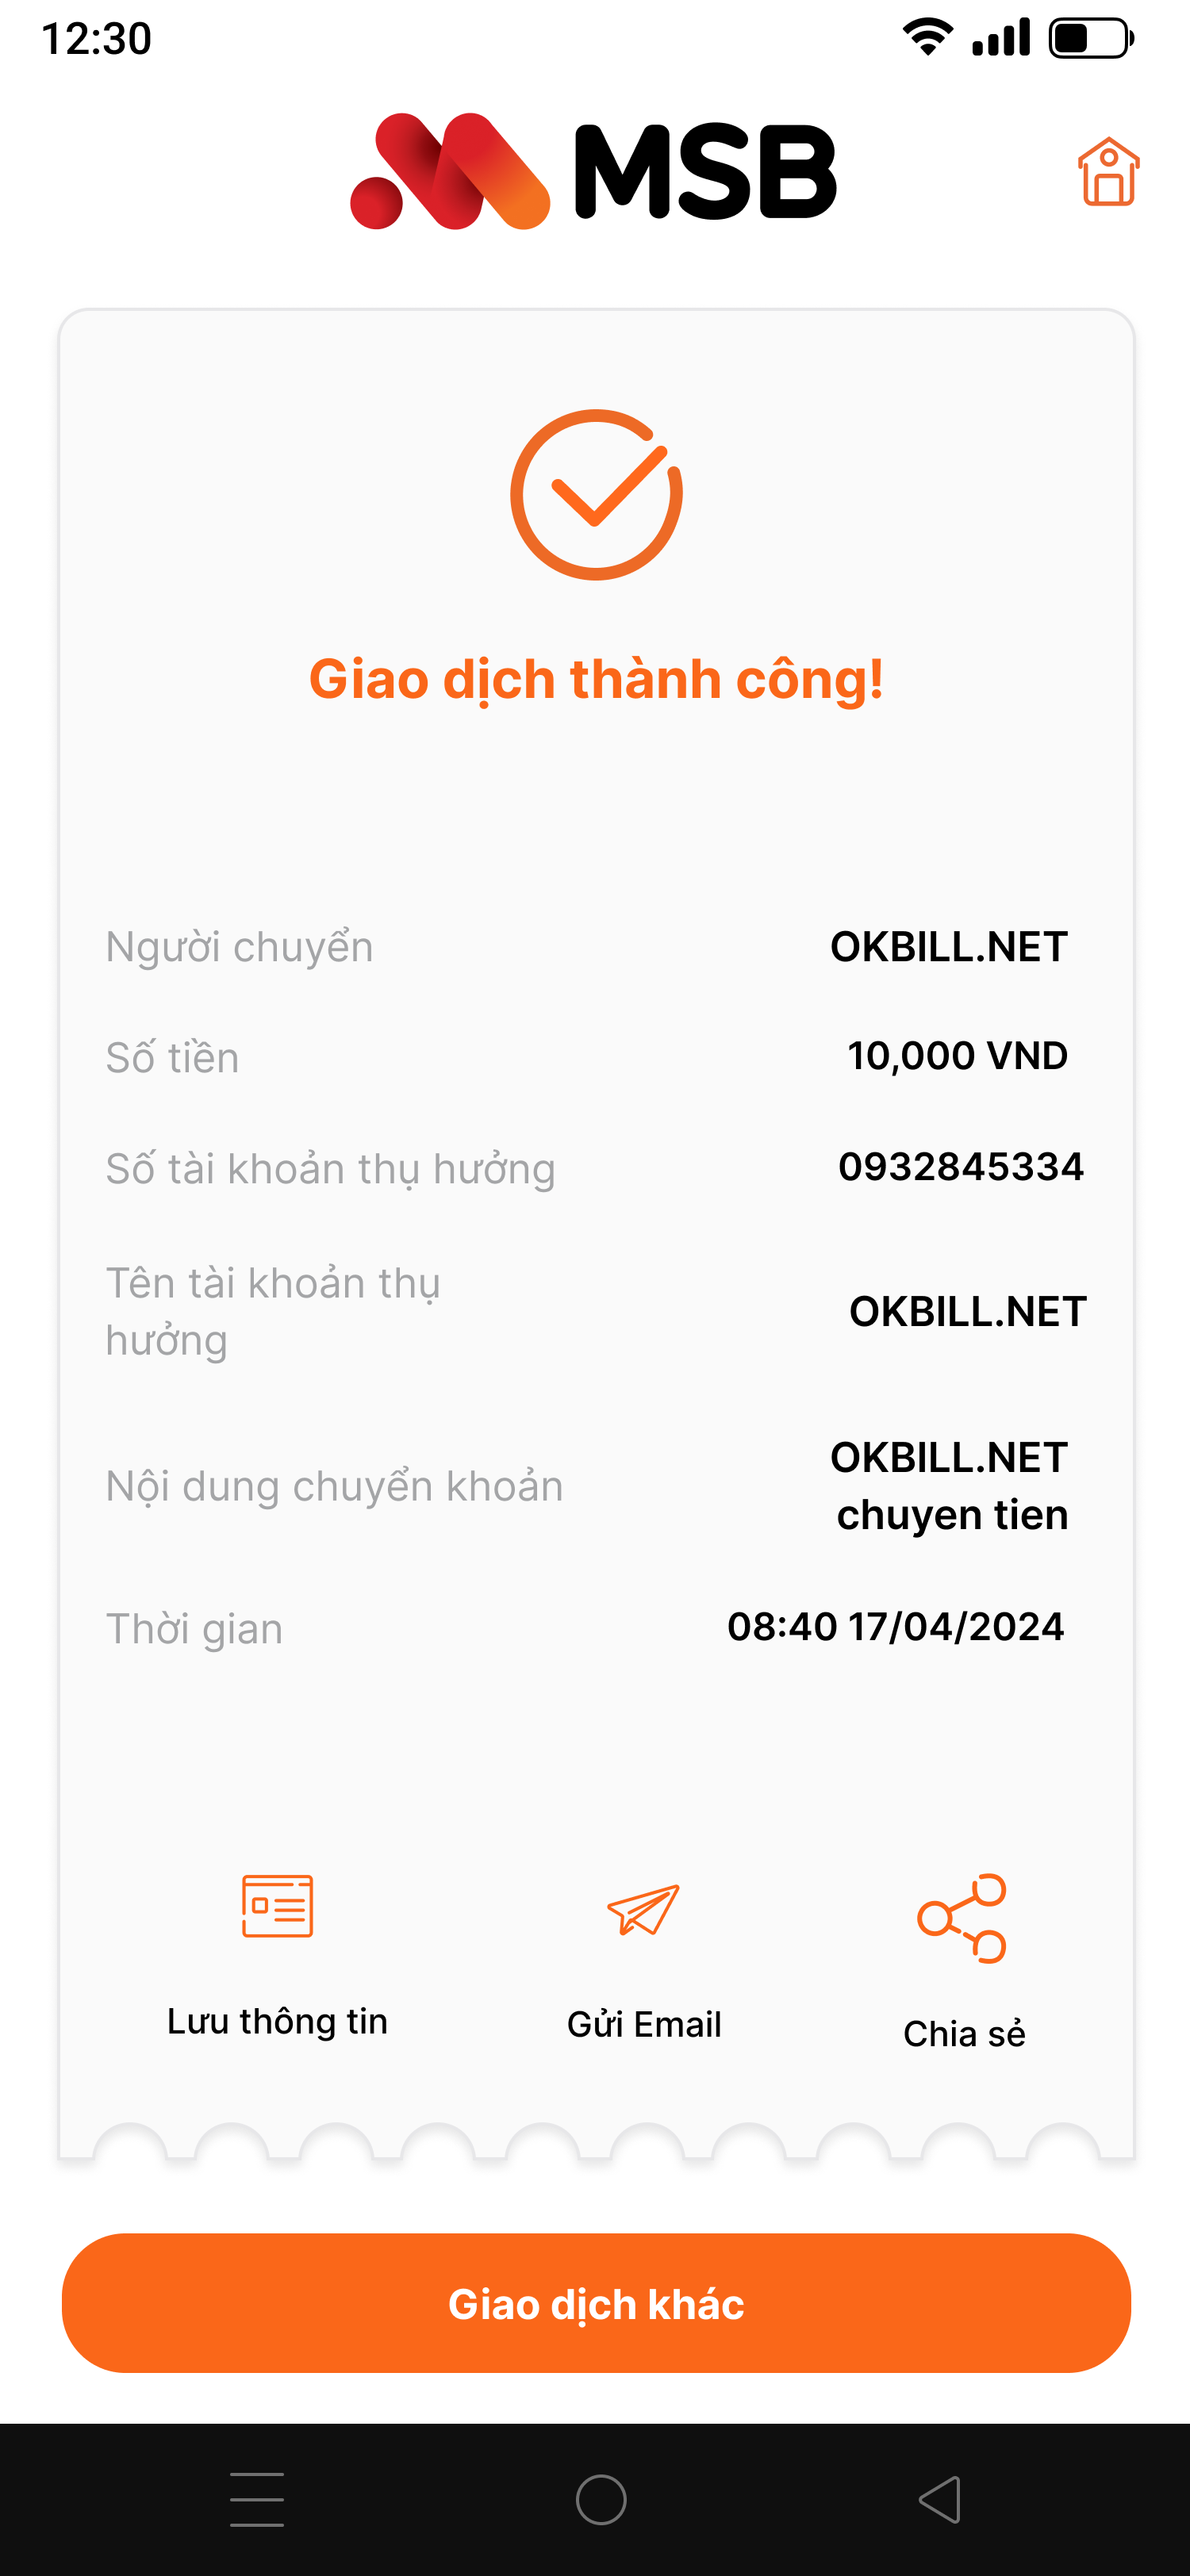 12:30
MSB
Giao dịch thành công!
Người chuyển
OKBILL.NET
Số tiền
10,000 VND
Số tài khoản thụ hưởng
0932845334
Tên tài khoản thụ
hưởng
OKBILL.NET
Nội dung chuyển khoản
OKBILL.NET
chuyen tien
Thời gian
08:40 17/04/2024
Lưu thông tin
Gửi Email
Chia sẻ
Giao dịch khác